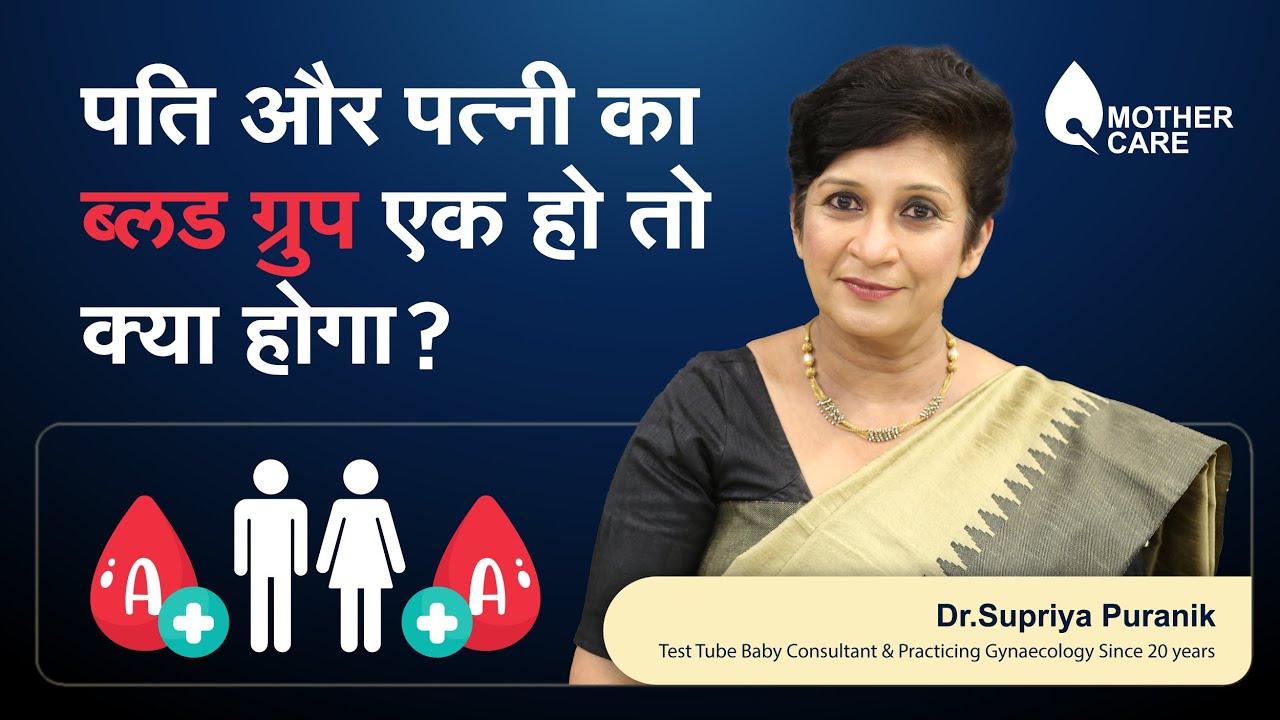 पति और पत्नी का
ब्लड ग्रुप एक हो तो
क्या होगा?
MOTHER
CARE
A
+
+
A
Dr.Supriya Puranik
Test Tube Baby Consultant & Practicing Gynaecology Since 20 years